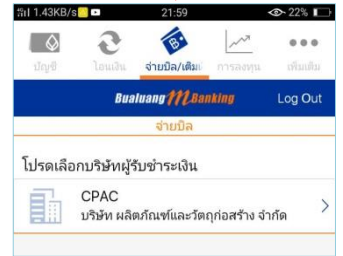 1.43KB/s 21:59 22%
บัญชี โอนเงิน จ่ายบิล/เติม การลงทุน เพิ่มเติม
Bualuang mBanking Log Out
จ่ายบิล
โปรดเลือกบริษัทผู้รับชำระเงิน
CPAC
บริษัท ผลิตภัณฑ์และวัตถุก่อสร้าง จำกัด